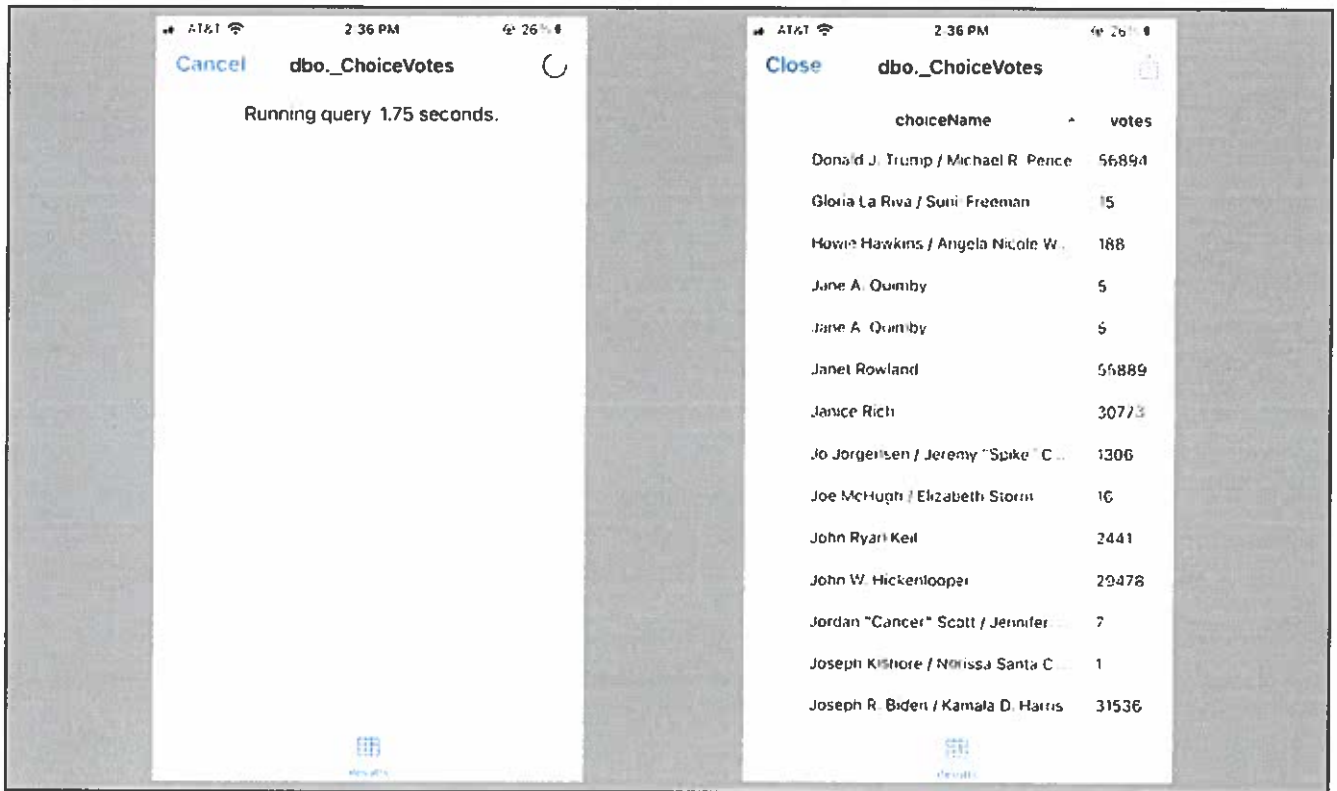 AT&T 2:36 PM 26%
Cancel dbo._ChoiceVotes
Running query 1.75 seconds.
Results
AT&T 2:36 PM 26%
Close dbo._ChoiceVotes
choiceName votes
Donald J. Trump / Michael R. Pence 56894
Gloria La Riva / Sunil Freeman 15
Howie Hawkins / Angela Nicole W... 188
Jane A. Quimby 5
Jane A. Quimby 5
Janet Rowland 55889
Janice Rich 30773
Jo Jorgensen / Jeremy "Spike" C... 1306
Joe McHugh / Elizabeth Storm 16
John Ryan Keil 2441
John W. Hickenlooper 29478
Jordan "Cancer" Scott / Jennifer ... 7
Joseph Kishore / Norissa Santa C... 1
Joseph R. Biden / Kamala D. Harris 31536
Results